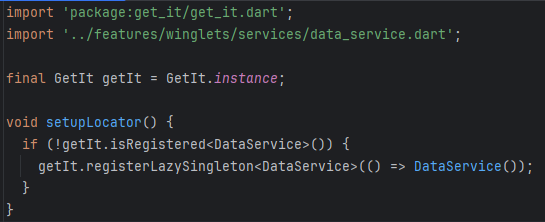 import 'package:get_it/get_it.dart';
import '../features/winglets/services/data_service.dart';

final GetIt getIt = GetIt.instance;

void setupLocator() {
  if (!getIt.isRegistered<DataService>()) {
    getIt.registerLazySingleton<DataService>(() => DataService());
  }
}